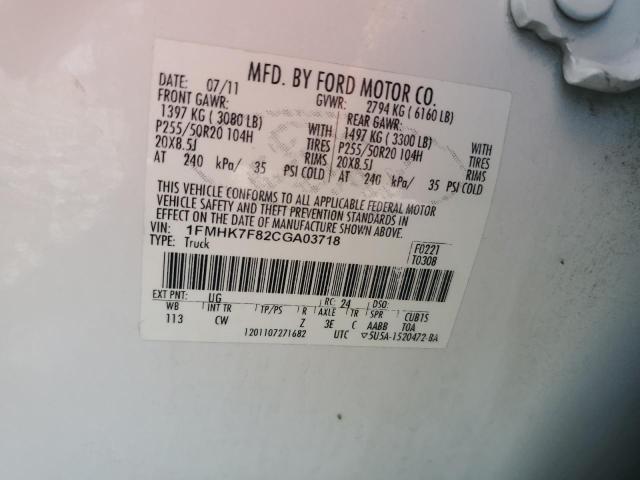 MFD. BY FORD MOTOR CO.
DATE: 07/11 GVWR: 2794 KG ( 6160 LB)
FRONT GAWR: REAR GAWR:
1397 KG ( 3080 LB) WITH 1497 KG ( 3300 LB) WITH
P255/50R20 104H TIRES P255/50R20 104H TIRES
20X8.5J RIMS 20X8.5J RIMS
AT 240 kPa/ 35 PSI COLD AT 240 kPa/ 35 PSI COLD
THIS VEHICLE CONFORMS TO ALL APPLICABLE FEDERAL MOTOR
VEHICLE SAFETY AND THEFT PREVENTION STANDARDS IN
EFFECT ON THE DATE OF MANUFACTURE SHOWN ABOVE.
VIN: 1FMHK7F82CGA03718 F0221
TYPE: Truck T0308
EXT PNT: UG RC: 24 DSO:
WB INT TR TP/PS R AXLE TR SPR CUBTS
113 CW Z 3E C AABB TOA
1201107271682 UTC ▽5U5A-1520472-BA